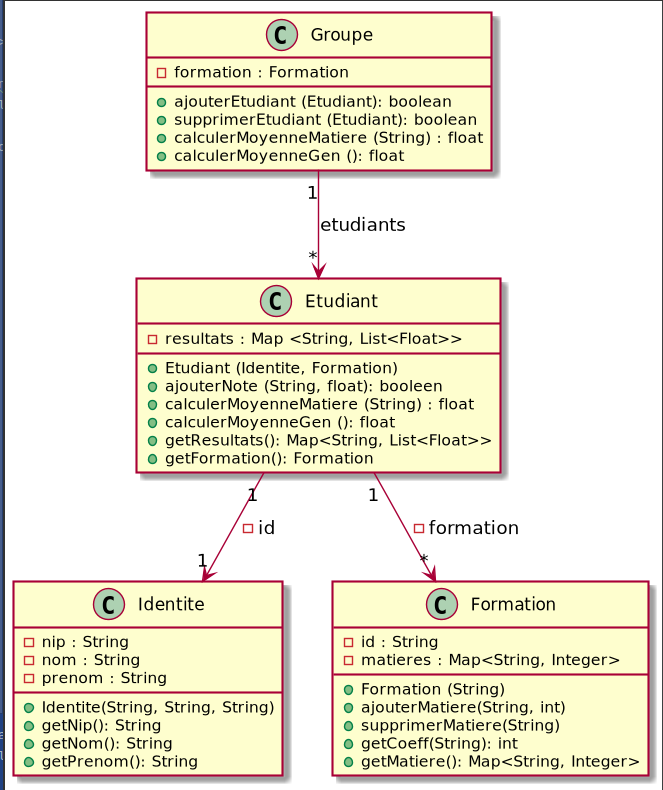 C Groupe
formation : Formation
ajouterEtudiant (Etudiant): boolean
supprimerEtudiant (Etudiant): boolean
calculerMoyenneMatiere (String) : float
calculerMoyenneGen (): float
1
etudiants
*
C Etudiant
resultats : Map <String, List<Float>>
Etudiant (Identite, Formation)
ajouterNote (String, float): booleen
calculerMoyenneMatiere (String) : float
calculerMoyenneGen (): float
getResultats(): Map<String, List<Float>>
getFormation(): Formation
1
id
1
1
formation
*
C Identite
nip : String
nom : String
prenom : String
Identite(String, String, String)
getNip(): String
getNom(): String
getPrenom(): String
C Formation
id : String
matieres : Map<String, Integer>
Formation (String)
ajouterMatiere(String, int)
supprimerMatiere(String)
getCoeff(String): int
getMatiere(): Map<String, Integer>